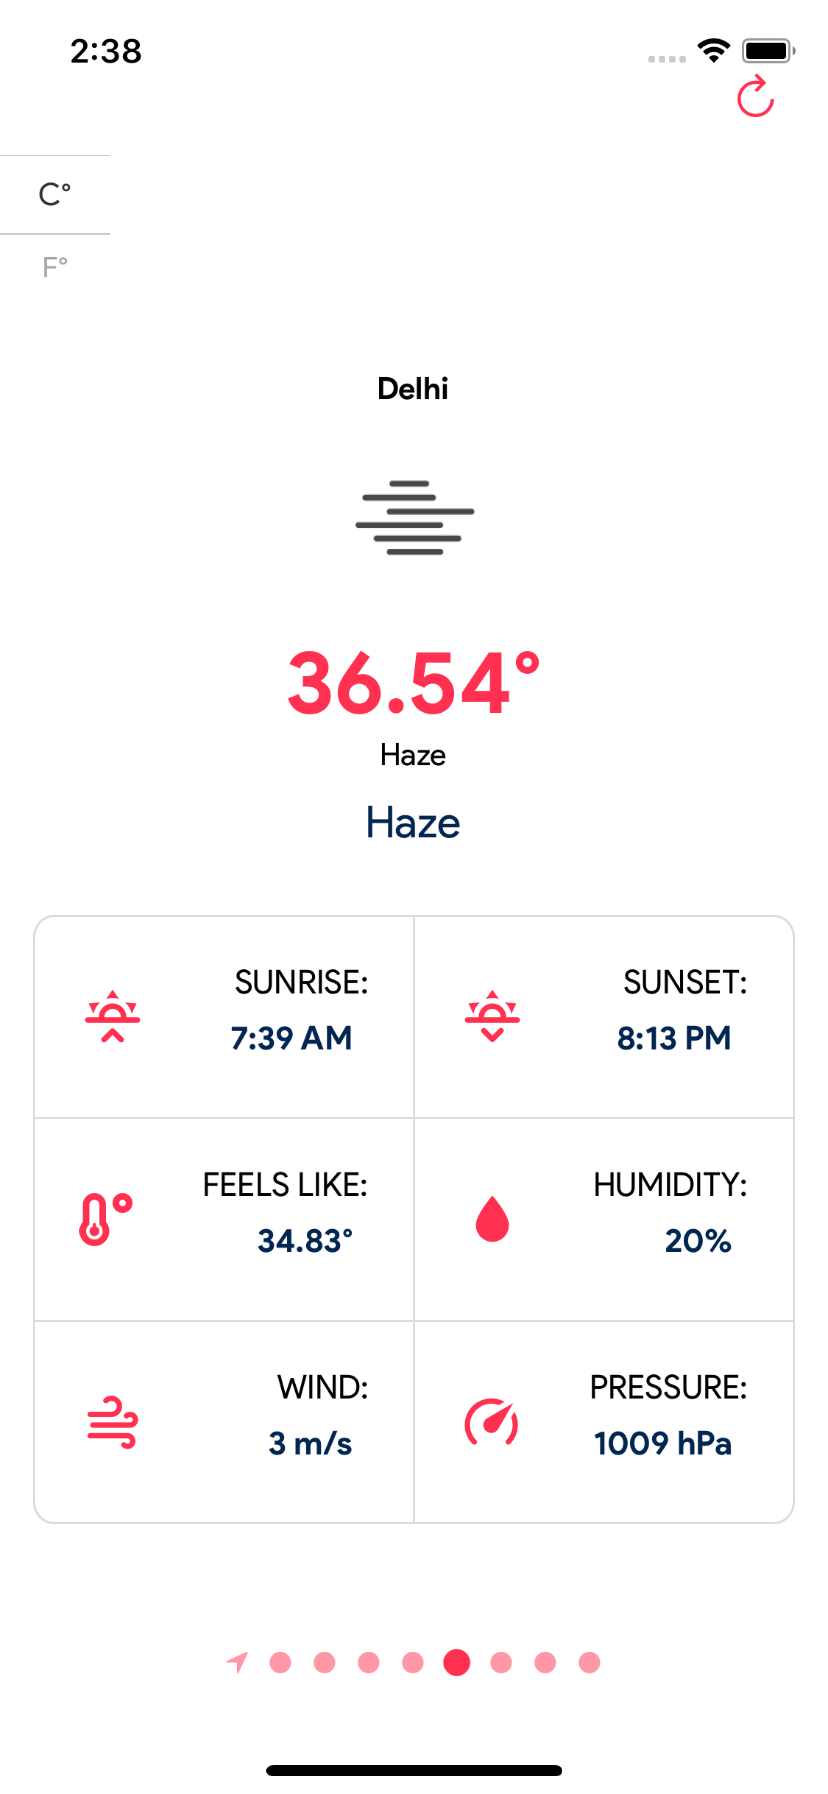 2:38
C°
F°
Delhi
36.54°
Haze
Haze
SUNRISE:
7:39 AM
SUNSET:
8:13 PM
FEELS LIKE:
34.83°
HUMIDITY:
20%
WIND:
3 m/s
PRESSURE:
1009 hPa